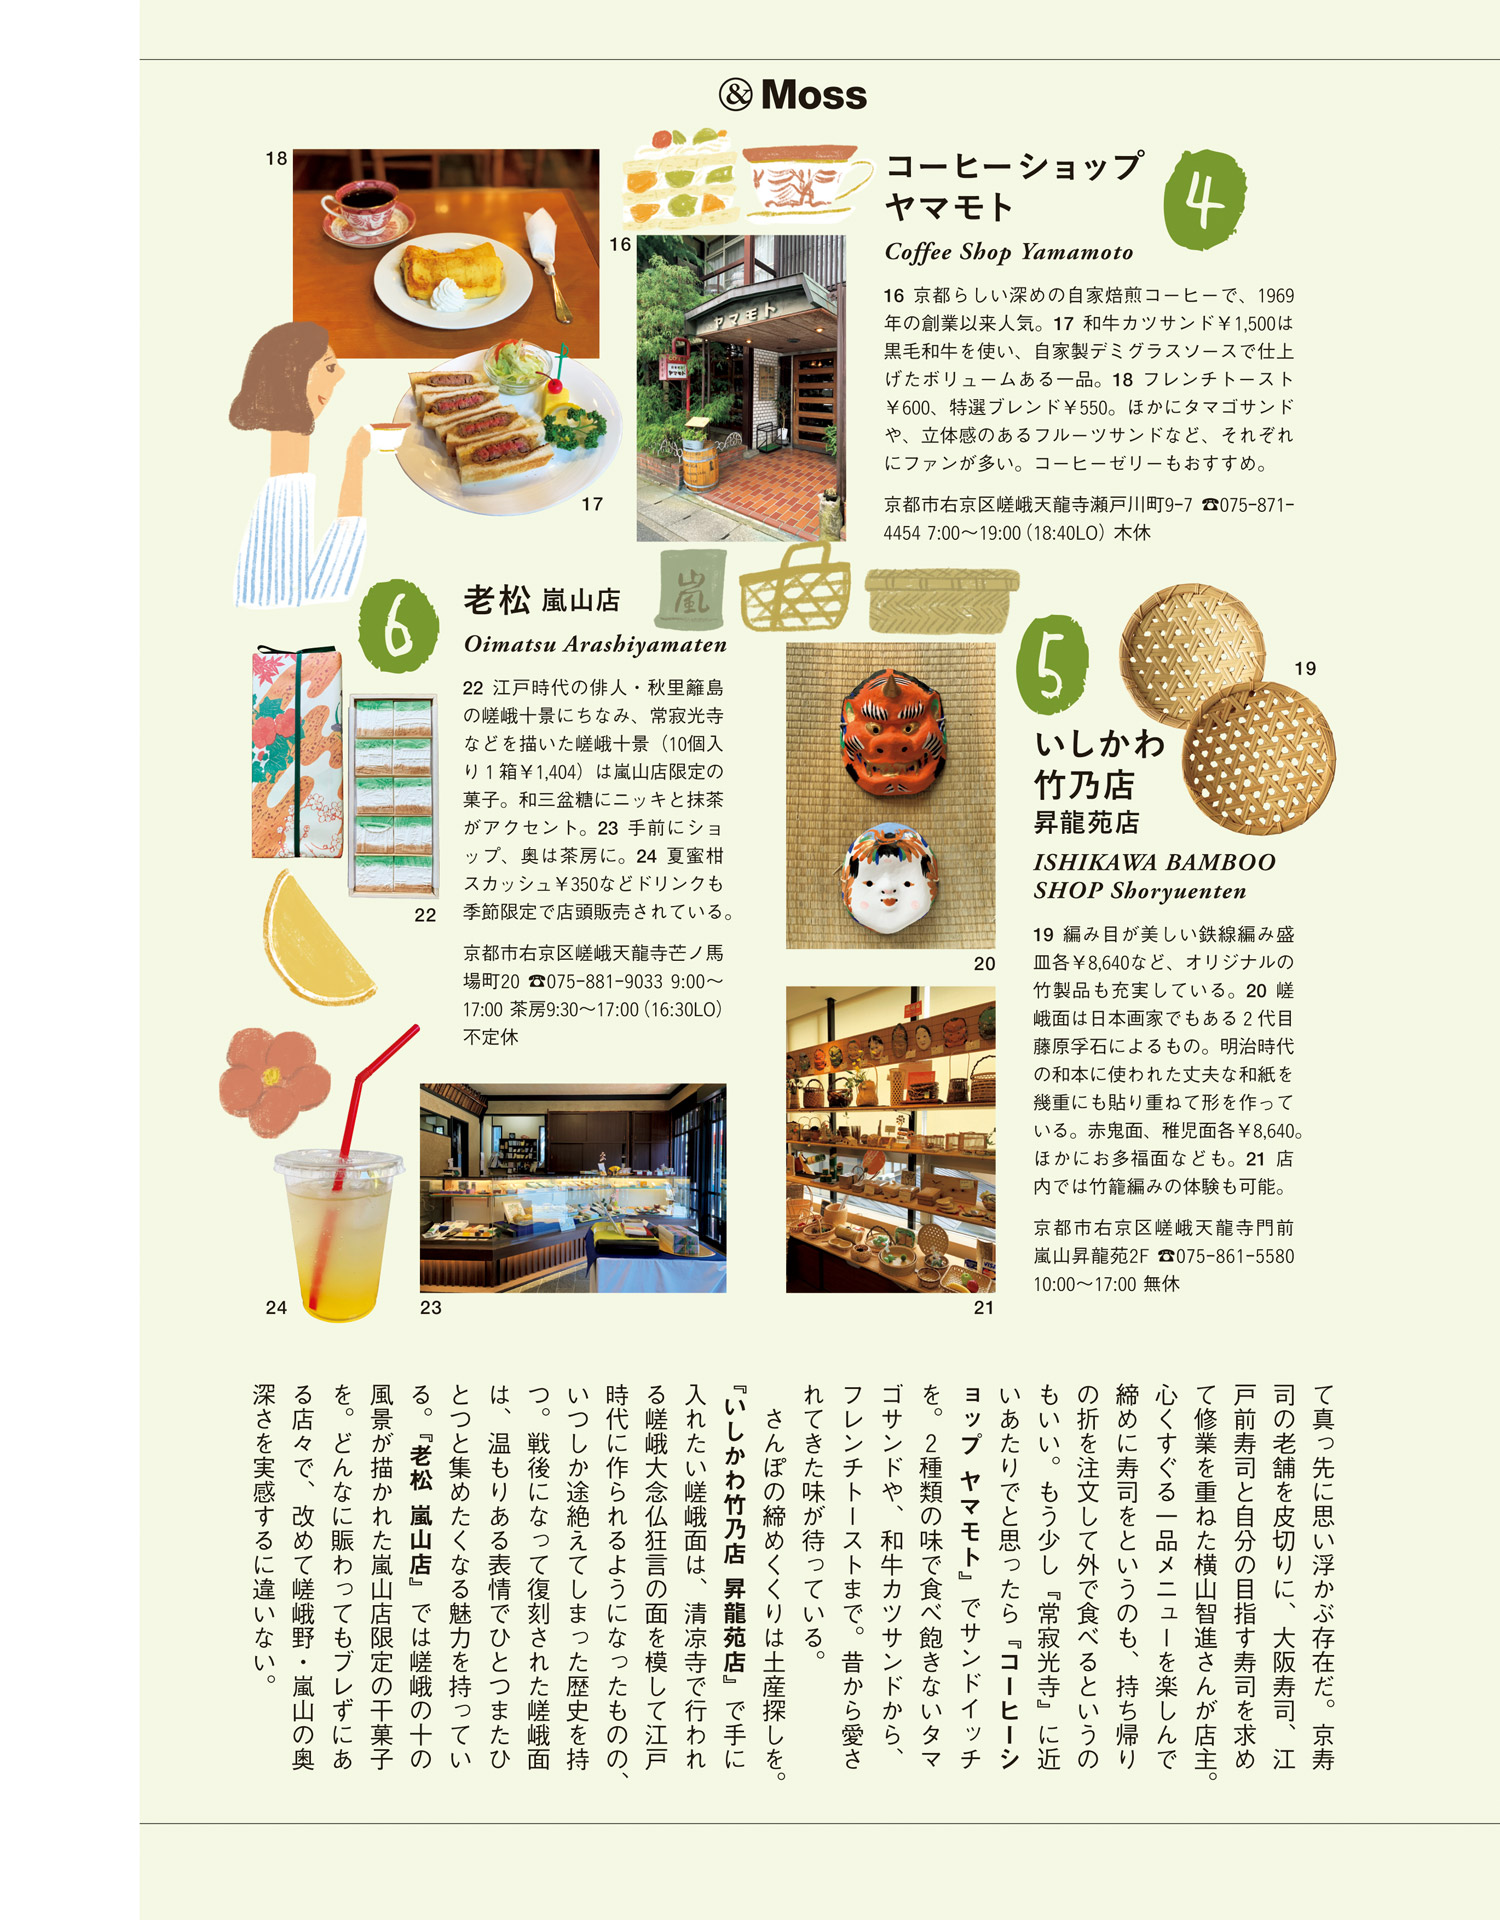 & Moss
18
16
17
コーヒーショップ
ヤマモト
4
Coffee Shop Yamamoto
16 京都らしい深めの自家焙煎コーヒーで、1969
年の創業以来人気。17 和牛カツサンド¥1,500は
黒毛和牛を使い、自家製デミグラスソースで仕上
げたボリュームある一品。18 フレンチトースト
¥600、特選ブレンド¥550。ほかにタマゴサンド
や、立体感のあるフルーツサンドなど、それぞれ
にファンが多い。コーヒーゼリーもおすすめ。
京都市右京区嵯峨天龍寺瀬戸川町9-7 ☎075-871-
4454 7:00〜19:00(18:40LO) 木休
ヤマモト
ヤマモト
嵐
6
老松 嵐山店
Oimatsu Arashiyamaten
22 江戸時代の俳人・秋里籬島
の嵯峨十景にちなみ、常寂光寺
などを描いた嵯峨十景(10個入
り1箱¥1,404)は嵐山店限定の
菓子。和三盆糖にニッキと抹茶
がアクセント。23 手前にショ
ップ、奥は茶房に。24 夏蜜柑
スカッシュ¥350などドリンクも
季節限定で店頭販売されている。
京都市右京区嵯峨天龍寺芒ノ馬
場町20 ☎075-881-9033 9:00〜
17:00 茶房9:30〜17:00(16:30LO)
不定休
22
24
23
5
19
いしかわ
竹乃店
昇龍苑店
ISHIKAWA BAMBOO
SHOP Shoryuenten
19 編み目が美しい鉄線編み盛
皿各¥8,640など、オリジナルの
竹製品も充実している。20 嵯
峨面は日本画家でもある2代目
藤原孚石によるもの。明治時代
の和本に使われた丈夫な和紙を
幾重にも貼り重ねて形を作って
いる。赤鬼面、稚児面各¥8,640。
ほかにお多福面なども。21 店
内では竹籠編みの体験も可能。
京都市右京区嵯峨天龍寺門前
嵐山昇龍苑2F ☎075-861-5580
10:00〜17:00 無休
20
21
て真っ先に思い浮かぶ存在だ。京寿
司の老舗を皮切りに、大阪寿司、江
戸前寿司と自分の目指す寿司を求め
て修業を重ねた横山智進さんが店主。
心くすぐる一品メニューを楽しんで
締めに寿司をというのも、持ち帰り
の折を注文して外で食べるというの
もいい。もう少し『常寂光寺』に近
いあたりでと思ったら『コーヒーシ
ョップ ヤマモト』でサンドイッチ
を。2種類の味で食べ飽きないタマ
ゴサンドや、和牛カツサンドから、
フレンチトーストまで。昔から愛さ
れてきた味が待っている。
さんぽの締めくくりは土産探しを。
『いしかわ竹乃店 昇龍苑店』で手に
入れたい嵯峨面は、清凉寺で行われ
る嵯峨大念仏狂言の面を模して江戸
時代に作られるようになったものの、
いつしか途絶えてしまった歴史を持
つ。戦後になって復刻された嵯峨面
は、温もりある表情でひとつまたひ
とつと集めたくなる魅力を持ってい
る。『老松 嵐山店』では嵯峨の十の
風景が描かれた嵐山店限定の干菓子
を。どんなに賑わってもブレずにあ
る店々で、改めて嵯峨野・嵐山の奥
深さを実感するに違いない。